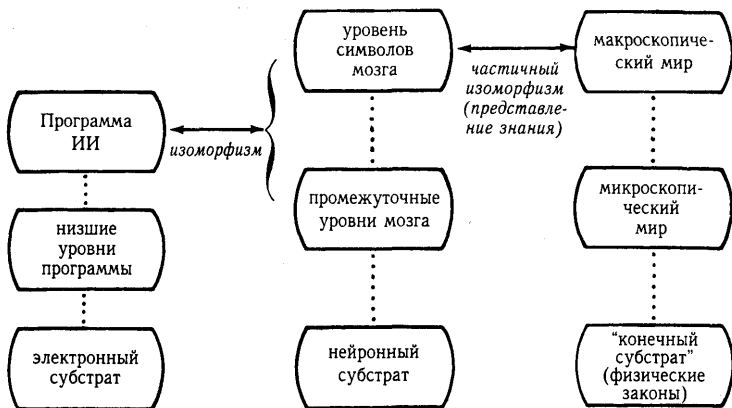 уровень
символов
мозга
макроскопиче-
ский мир
частичный
изоморфизм
(представле-
ние знания)
Программа
ИИ
изоморфизм
промежуточные
уровни мозга
микроскопи-
ческий
мир
низшие
уровни
программы
электронный
субстрат
нейронный
субстрат
“конечный
субстрат”
(физические
законы)